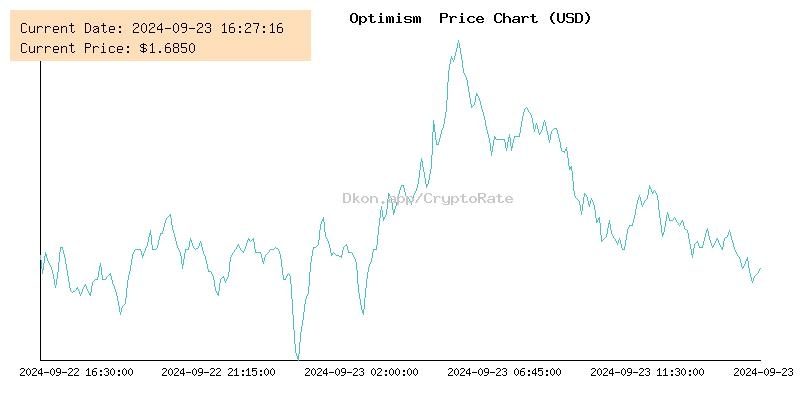 Optimism  Price Chart (USD)
Current Date: 2024-09-23 16:27:16
Current Price: $1.6850
Dkon.app/CryptoRate
2024-09-22 16:30:00 2024-09-22 21:15:00 2024-09-23 02:00:00 2024-09-23 06:45:00 2024-09-23 11:30:00 2024-09-23